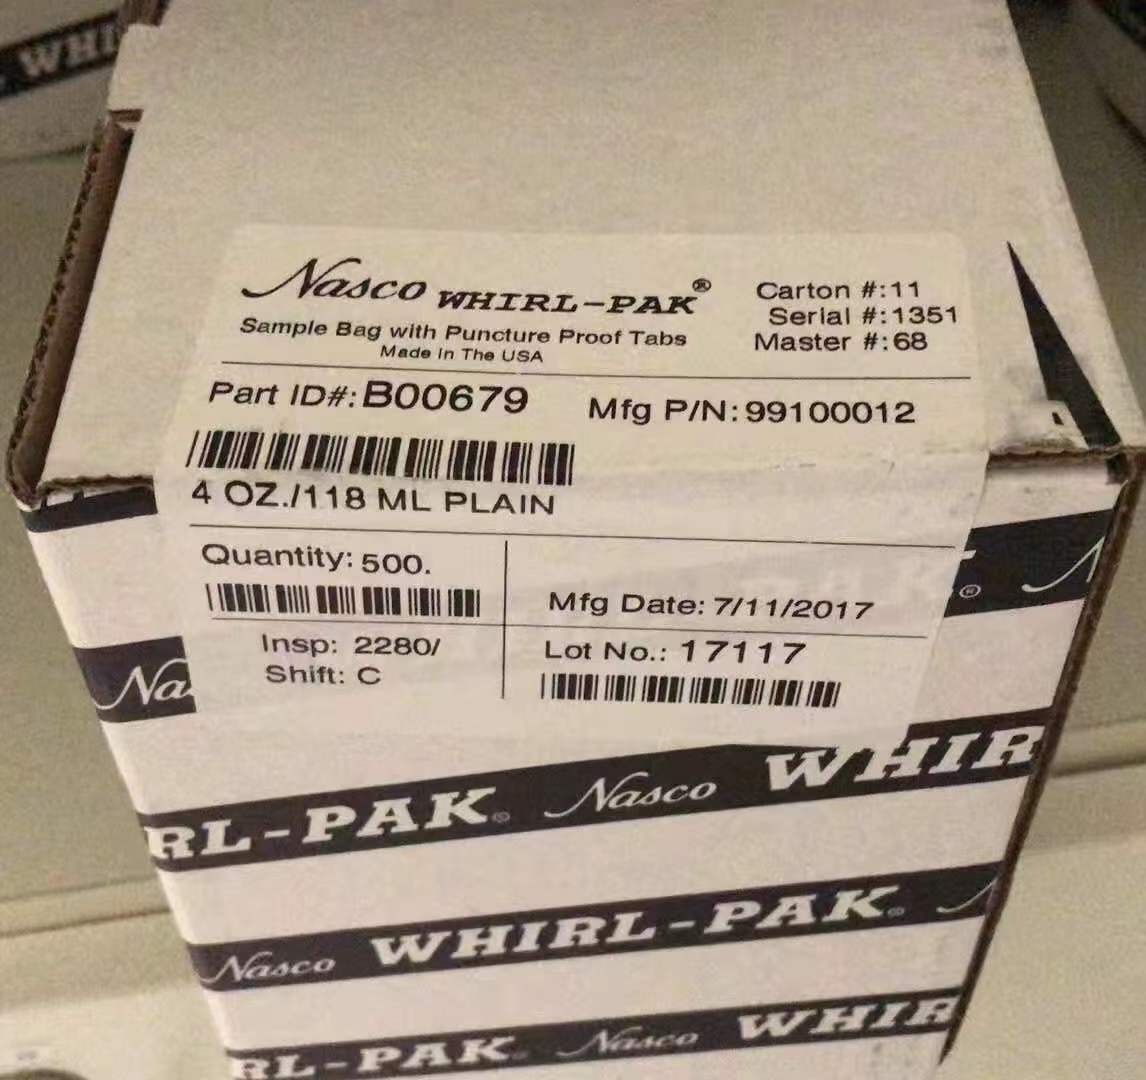 WHI
Nasco WHIRL-PAK®
Sample Bag with Puncture Proof Tabs
Made In The USA
Carton #:11
Serial #:1351
Master #:68
Part ID#:B00679
Mfg P/N:99100012
4 OZ./118 ML PLAIN
Quantity: 500.
Mfg Date: 7/11/2017
Insp: 2280/
Shift: C
Lot No.: 17117
Nas
RL-PAK® Nasco WHIR
Nasco WHIRL-PAK®
RL-PAK® Nasco WHIR